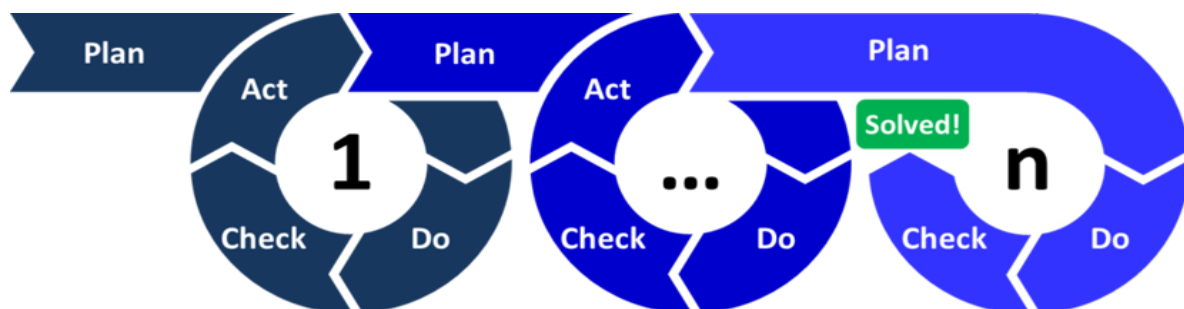 Plan
Plan
Plan
Act
Act
Solved!
1
...
n
Check
Do
Check
Do
Check
Do